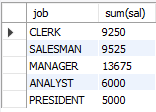 job sum(sal)
CLERK 9250
SALESMAN 9525
MANAGER 13675
ANALYST 6000
PRESIDENT 5000